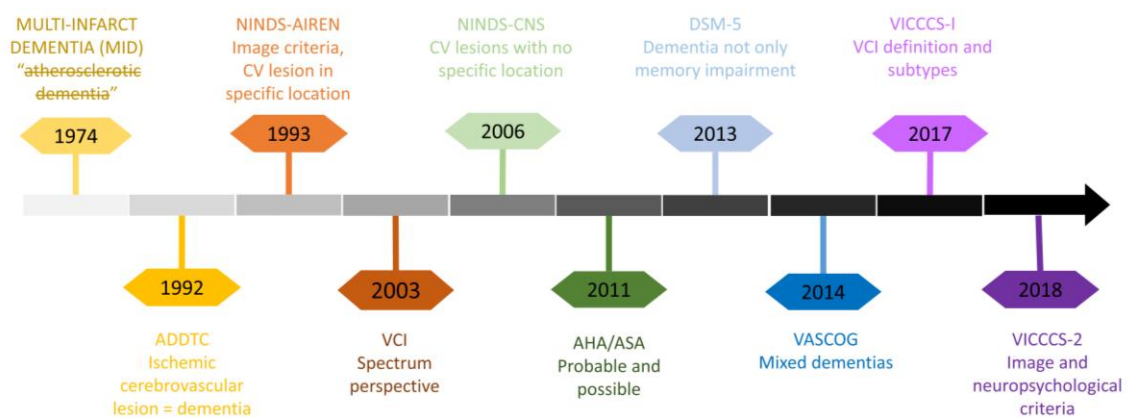 MULTI-INFARCT
DEMENTIA (MID)
“atherosclerotic
dementia”
1974
NINDS-AIREN
Image criteria,
CV lesion in
specific location
1993
NINDS-CNS
CV lesions with no
specific location
2006
DSM-5
Dementia not only
memory impairment
2013
VICCCS-I
VCI definition and
subtypes
2017
1992
ADDTC
Ischemic
cerebrovascular
lesion = dementia
2003
VCI
Spectrum
perspective
2011
AHA/ASA
Probable and
possible
2014
VASCOG
Mixed dementias
2018
VICCCS-2
Image and
neuropsychological
criteria